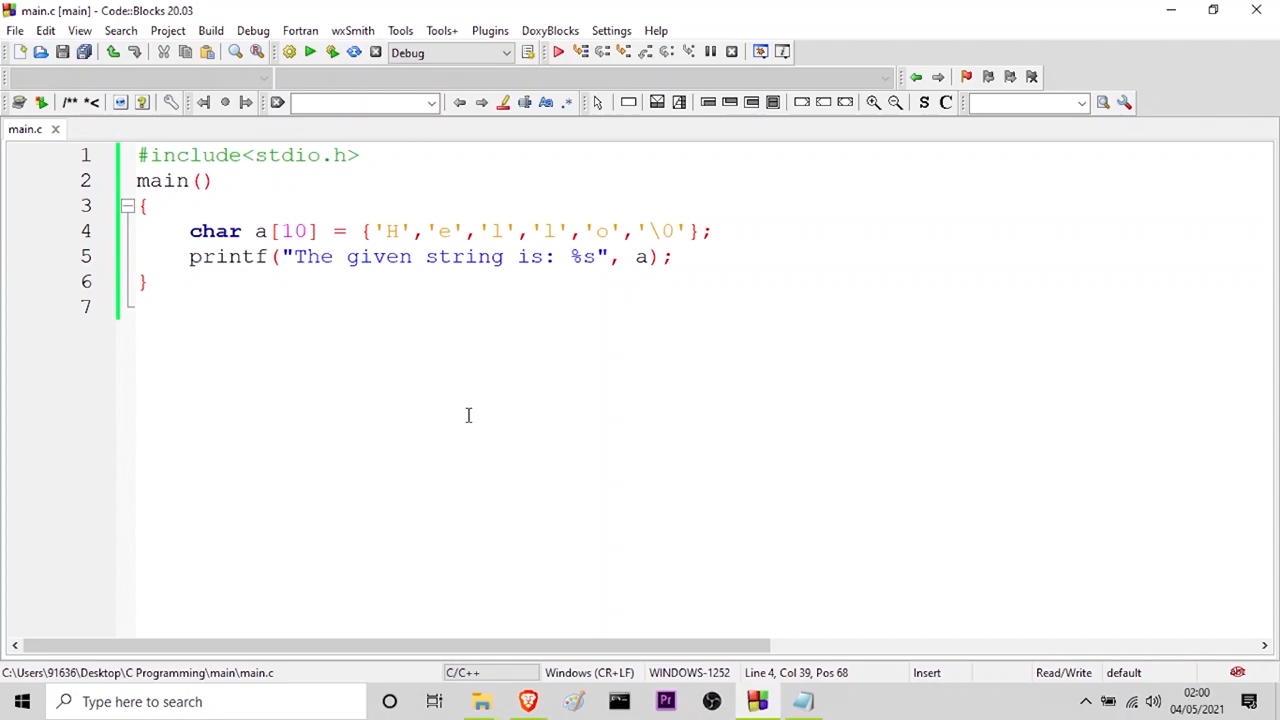 main.c [main] - Code::Blocks 20.03
File Edit View Search Project Build Debug Fortran wxSmith Tools Tools+ Plugins DoxyBlocks Settings Help
Debug
/** *< S C
main.c
1 #include<stdio.h>
2 main()
3 {
4 char a[10] = {'H','e','l','l','o','\0'};
5 printf("The given string is: %s", a);
6 }
7
C:\Users\91636\Desktop\C Programming\main\main.c C/C++ Windows (CR+LF) WINDOWS-1252 Line 4, Col 39, Pos 68 Insert Read/Write default
Type here to search Pr 02:00
04/05/2021